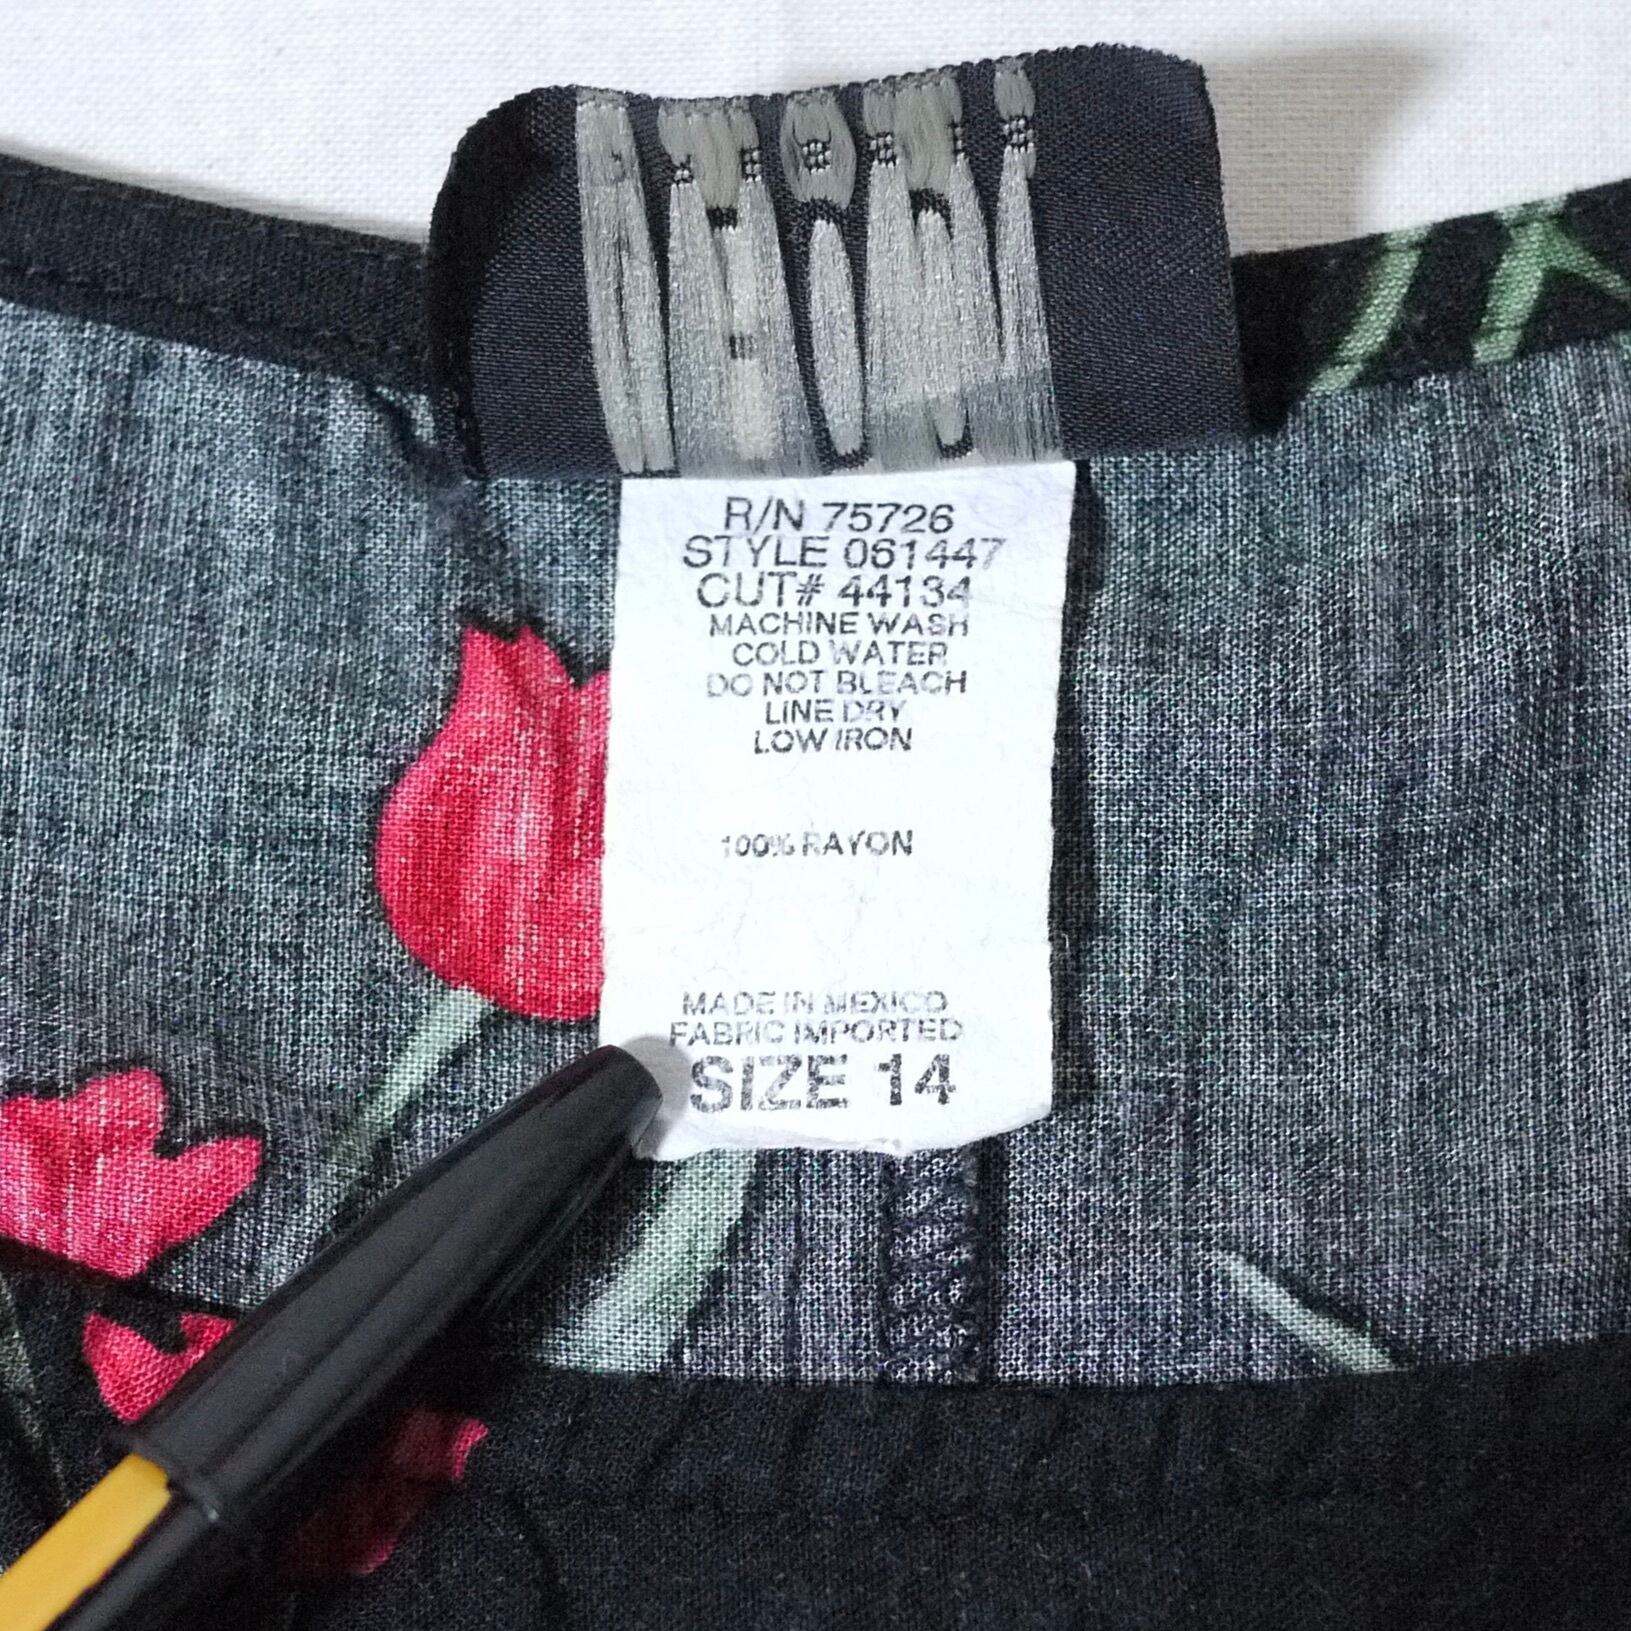 R/N 75726
STYLE 061447
CUT# 44134
MACHINE WASH
COLD WATER
DO NOT BLEACH
LINE DRY
LOW IRON
100% RAYON
MADE IN MEXICO
FABRIC IMPORTED
SIZE 14